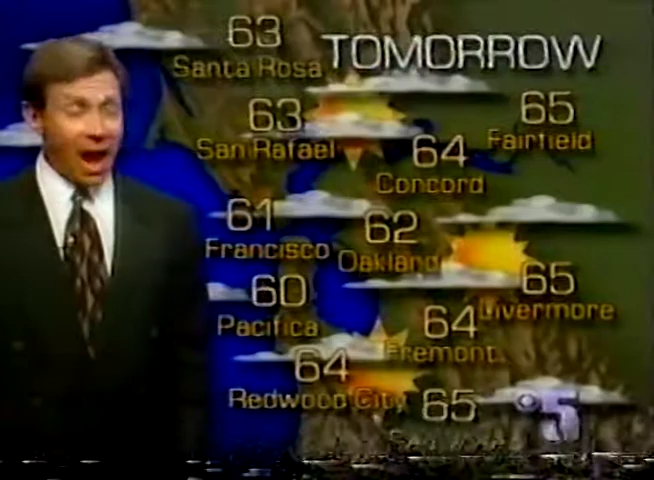 TOMORROW
63
Santa Rosa
63
San Rafael
65
Fairfield
64
Concord
61
Francisco
62
Oakland
60
Pacifica
65
Livermore
64
Fremont
64
Redwood City
65
5